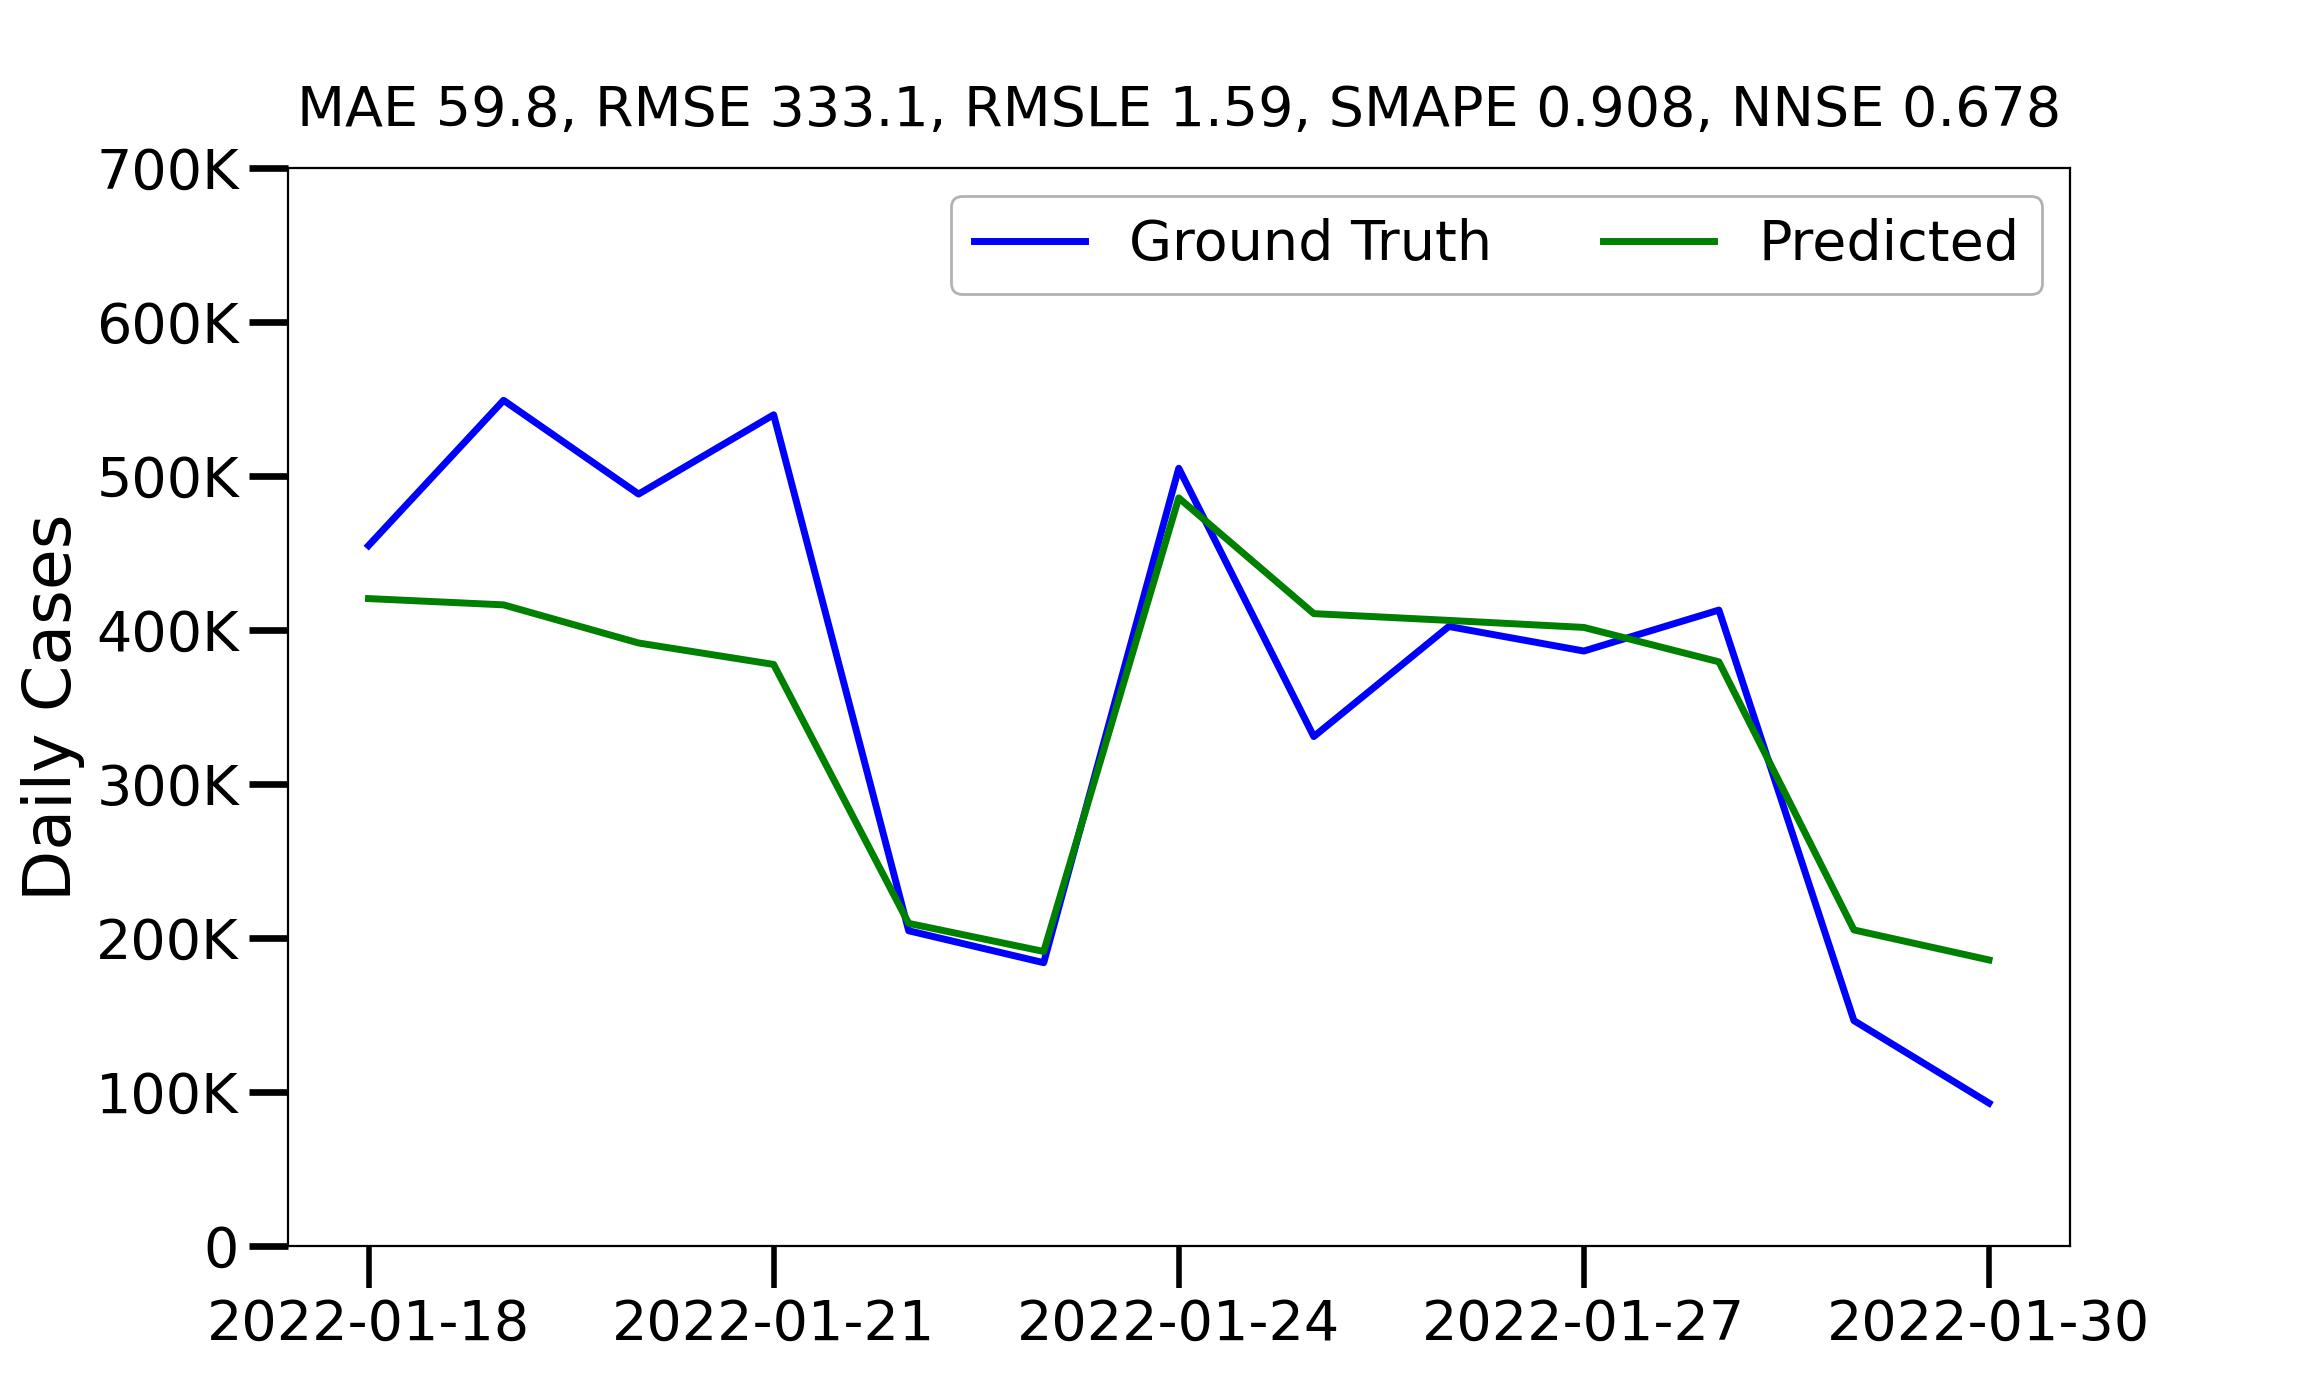 MAE 59.8, RMSE 333.1, RMSLE 1.59, SMAPE 0.908, NNSE 0.678
Ground Truth
Predicted
Daily Cases
700K
600K
500K
400K
300K
200K
100K
0
2022-01-18
2022-01-21
2022-01-24
2022-01-27
2022-01-30